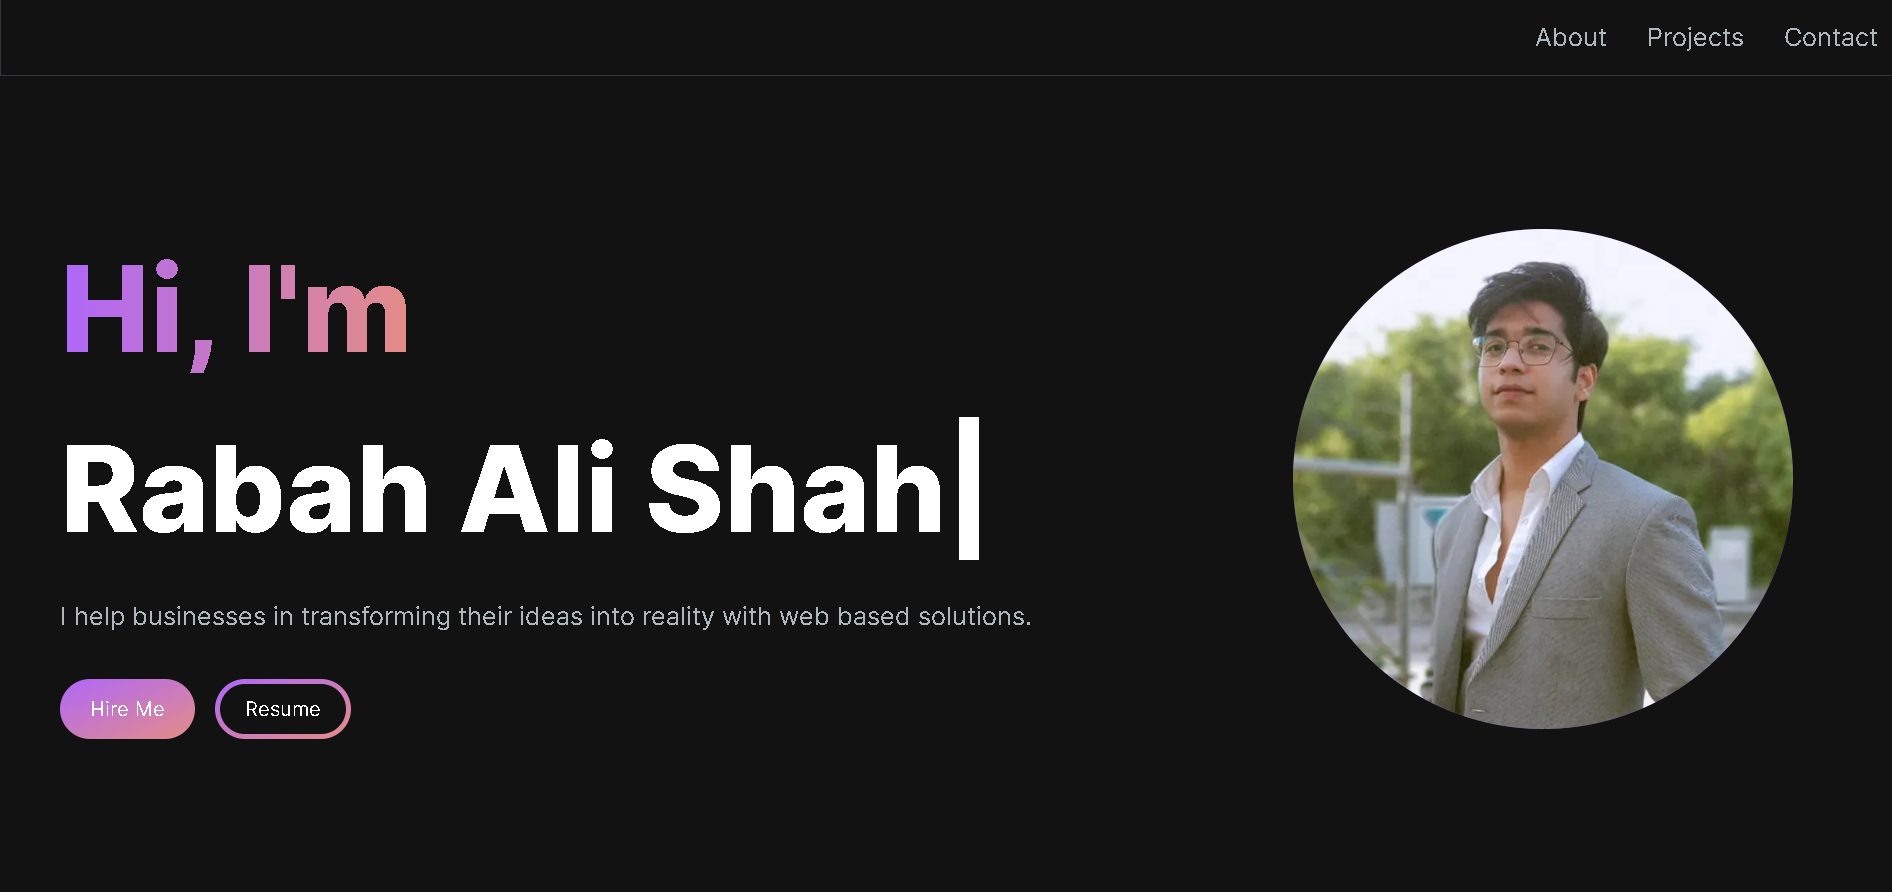 About Projects Contact
Hi, I'm
Rabah Ali Shah|
I help businesses in transforming their ideas into reality with web based solutions.
Hire Me Resume